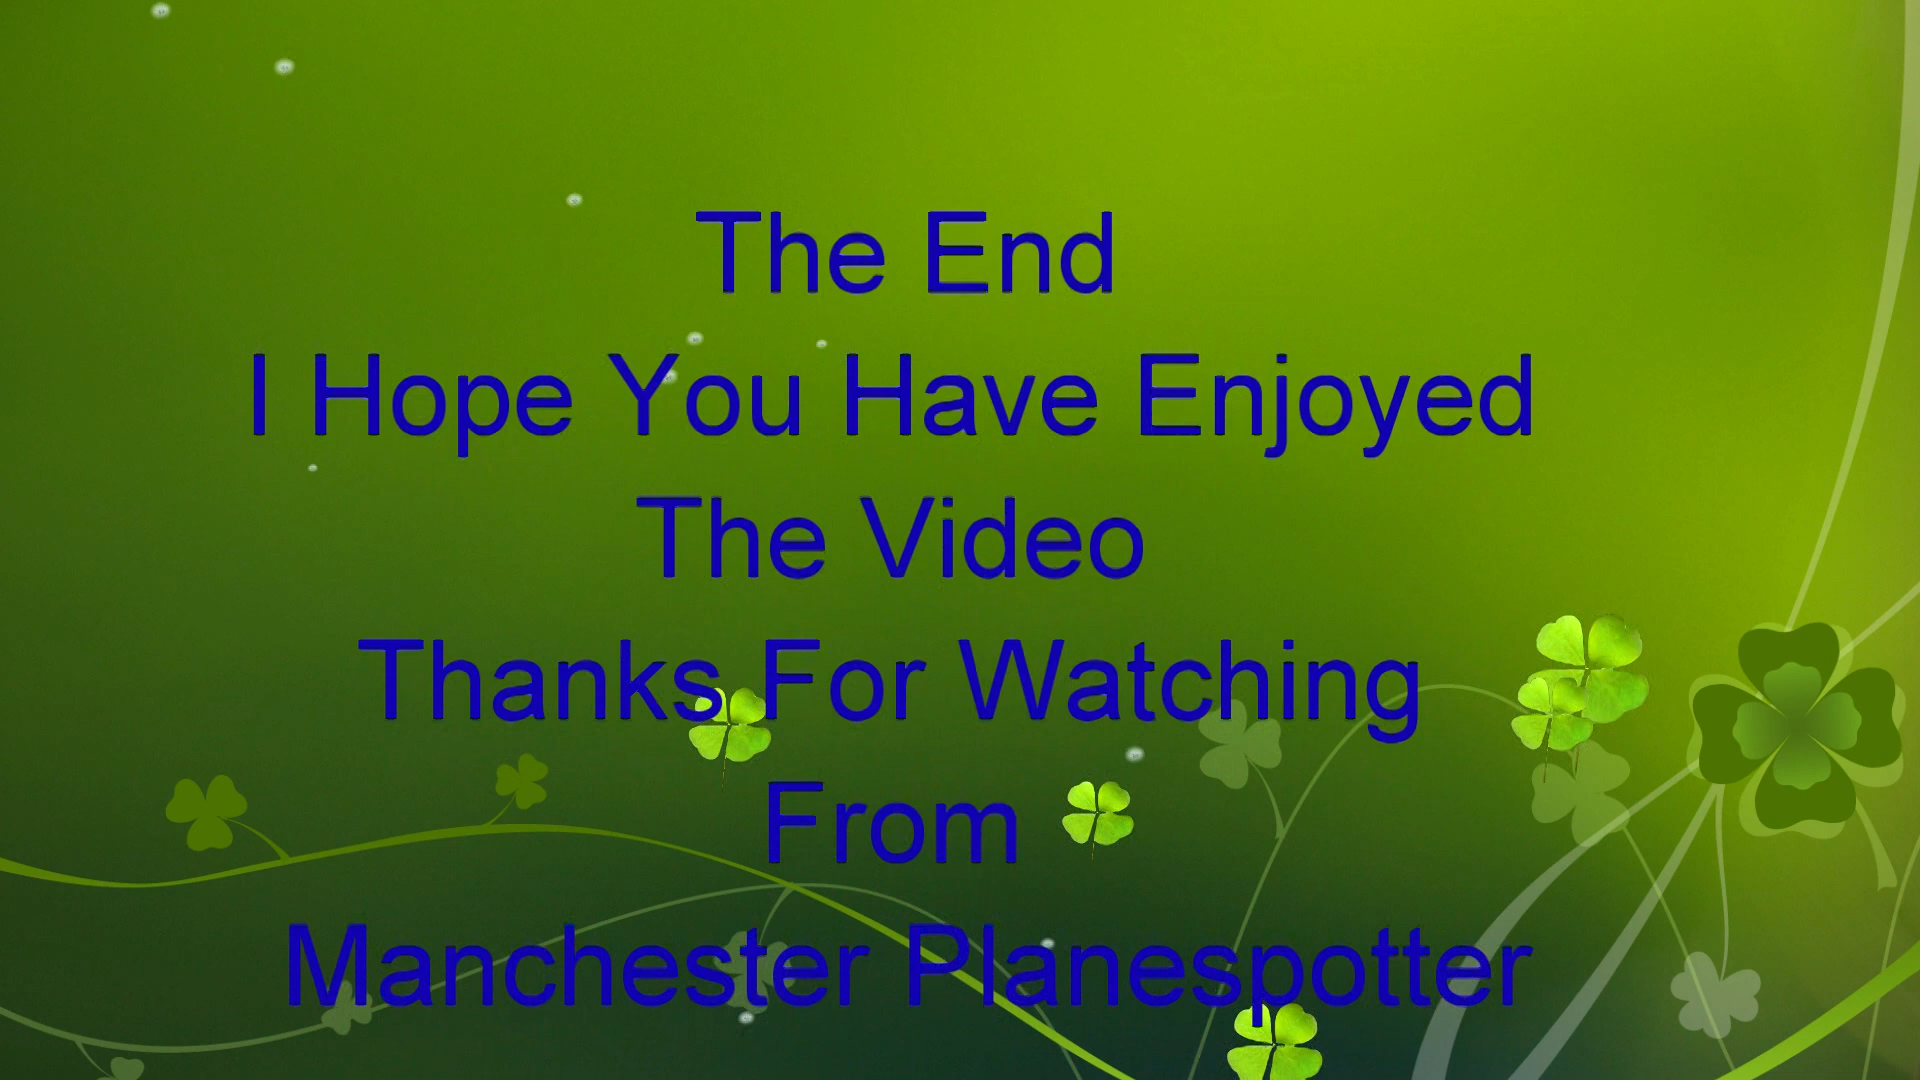 The End
I Hope You Have Enjoyed
The Video
Thanks For Watching
From
Manchester Planespotter